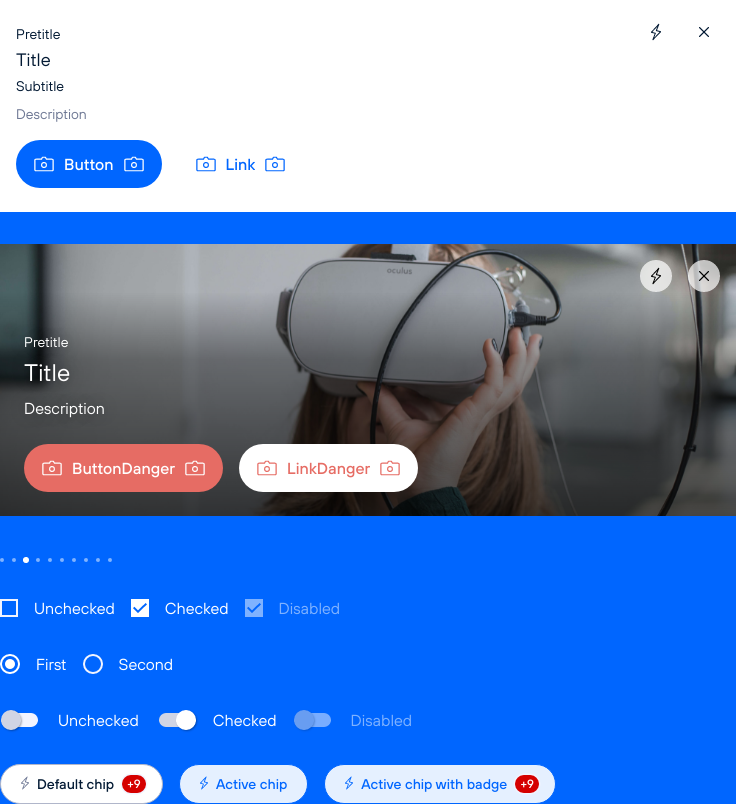 Pretitle
Title
Subtitle
Description
Button Link
oculus
Pretitle
Title
Description
ButtonDanger LinkDanger
Unchecked Checked Disabled
First Second
Unchecked Checked Disabled
Default chip +9 Active chip Active chip with badge +9